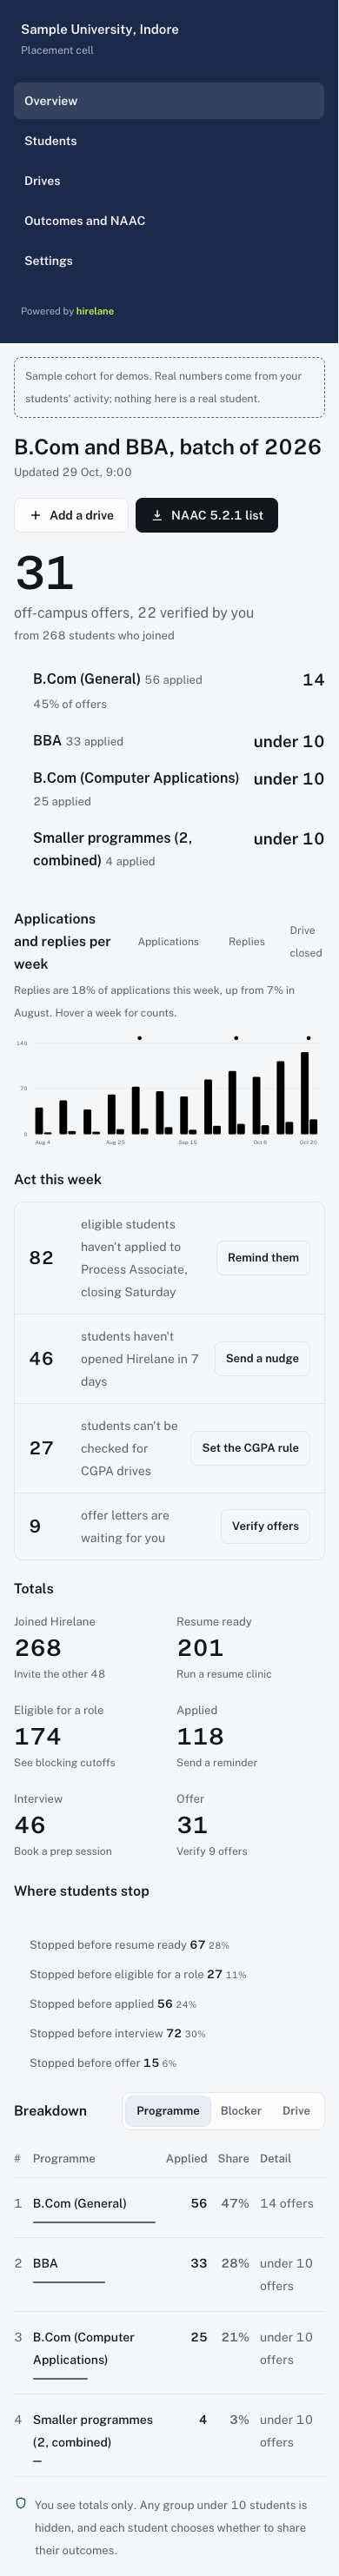 Sample University, Indore
Placement cell
Overview
Students
Drives
Outcomes and NAAC
Settings
Powered by hirelane
Sample cohort for demos. Real numbers come from your
students' activity; nothing here is a real student.
B.Com and BBA, batch of 2026
Updated 29 Oct, 9:00
+ Add a drive
NAAC 5.2.1 list
31
off-campus offers, 22 verified by you
from 268 students who joined
B.Com (General) 56 applied 14
45% of offers
BBA 33 applied under 10
B.Com (Computer Applications) under 10
25 applied
Smaller programmes (2, under 10
combined) 4 applied
Applications
and replies per
week
Applications
Replies
Drive
closed
Replies are 18% of applications this week, up from 7% in
August. Hover a week for counts.
140
70
0
Aug 4 Aug 25 Sep 15 Oct 6 Oct 20
Act this week
82
eligible students
haven't applied to
Process Associate,
closing Saturday
Remind them
46
students haven't
opened Hirelane in 7
days
Send a nudge
27
students can't be
checked for
CGPA drives
Set the CGPA rule
9
offer letters are
waiting for you
Verify offers
Totals
Joined Hirelane
268
Invite the other 48
Resume ready
201
Run a resume clinic
Eligible for a role
174
See blocking cutoffs
Applied
118
Send a reminder
Interview
46
Book a prep session
Offer
31
Verify 9 offers
Where students stop
Stopped before resume ready 67 28%
Stopped before eligible for a role 27 11%
Stopped before applied 56 24%
Stopped before interview 72 30%
Stopped before offer 15 6%
Breakdown
Programme Blocker Drive
# Programme Applied Share Detail
1 B.Com (General) 56 47% 14 offers
2 BBA 33 28% under 10
offers
3 B.Com (Computer 25 21% under 10
Applications) offers
4 Smaller programmes 4 3% under 10
(2, combined) offers
You see totals only. Any group under 10 students is
hidden, and each student chooses whether to share
their outcomes.